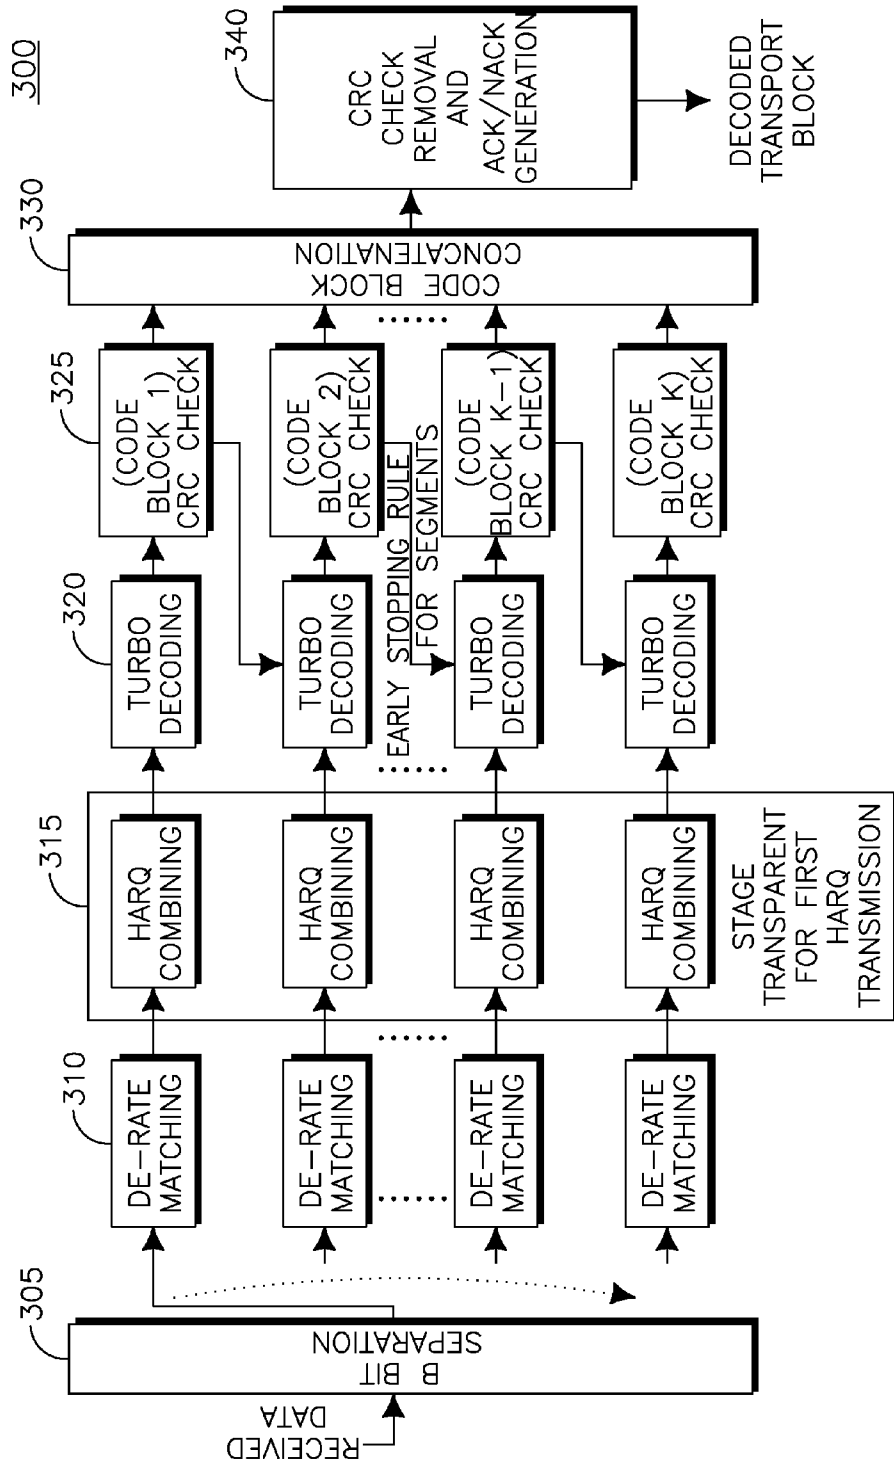 300
RECEIVED
DATA
305
B BIT
SEPARATION
310
DE-RATE
MATCHING
DE-RATE
MATCHING
DE-RATE
MATCHING
DE-RATE
MATCHING
315
HARQ
COMBINING
HARQ
COMBINING
HARQ
COMBINING
HARQ
COMBINING
STAGE
TRANSPARENT
FOR FIRST
HARQ
TRANSMISSION
320
TURBO
DECODING
TURBO
DECODING
TURBO
DECODING
TURBO
DECODING
EARLY STOPPING RULE
FOR SEGMENTS
325
(CODE
BLOCK 1)
CRC CHECK
(CODE
BLOCK 2)
CRC CHECK
(CODE
BLOCK K-1)
CRC CHECK
(CODE
BLOCK K)
CRC CHECK
330
CODE BLOCK
CONCATENATION
340
CRC
CHECK
REMOVAL
AND
ACK/NACK
GENERATION
DECODED
TRANSPORT
BLOCK